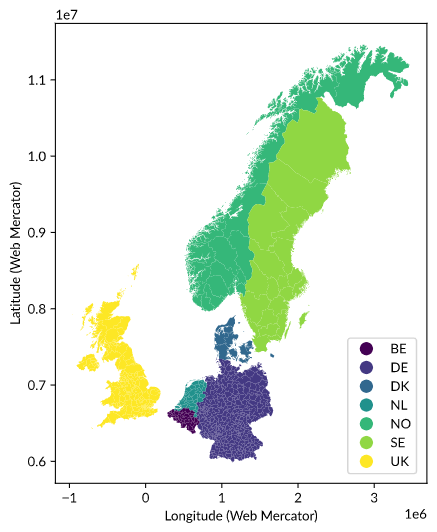 1e7
1.1
1.0
0.9
0.8
0.7
0.6
Latitude (Web Mercator)
BE
DE
DK
NL
NO
SE
UK
−1
0
1
2
3
1e6
Longitude (Web Mercator)